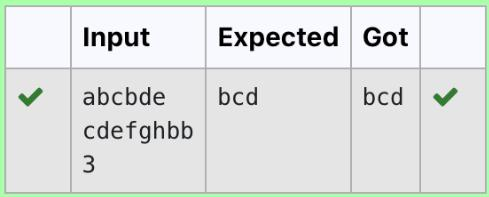 Input Expected Got
abcbde bcd bcd
cdefghbb
3